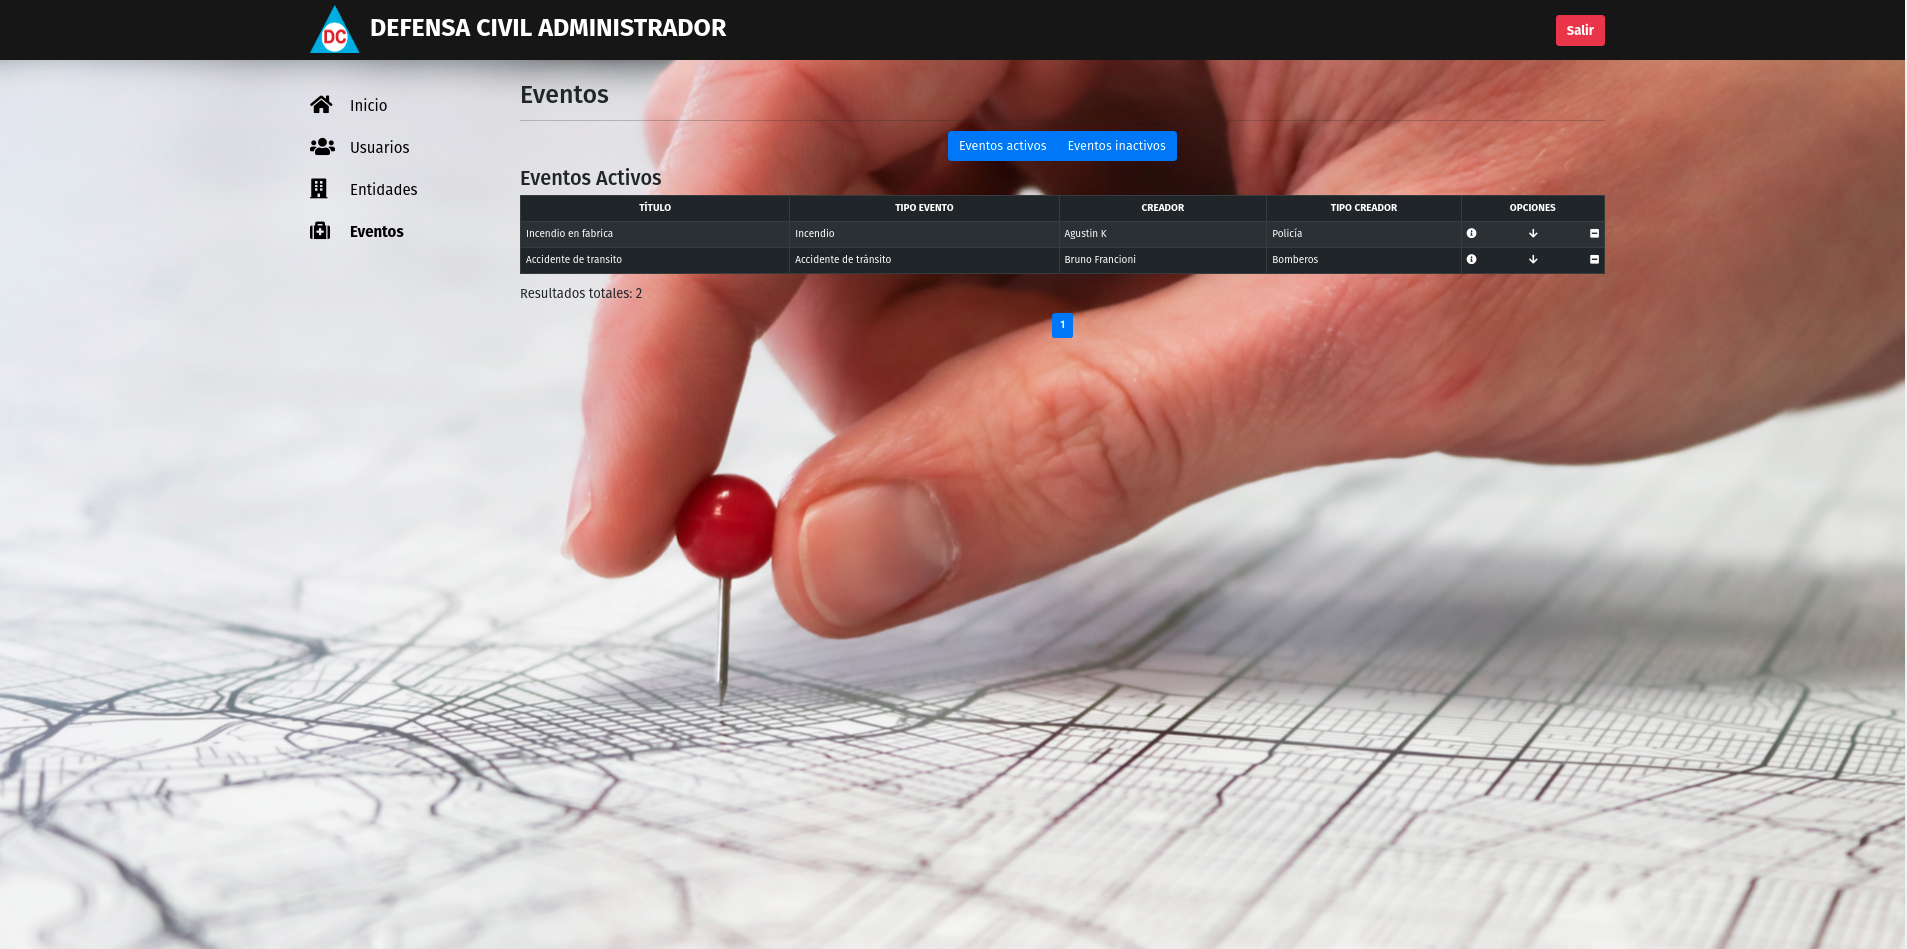 DC DEFENSA CIVIL ADMINISTRADOR
Salir
Inicio
Usuarios
Entidades
Eventos
Eventos
Eventos activos Eventos inactivos
Eventos Activos
TÍTULO TIPO EVENTO CREADOR TIPO CREADOR OPCIONES
Incendio en fabrica Incendio Agustin K Policía
Accidente de transito Accidente de tránsito Bruno Francioni Bomberos
Resultados totales: 2
1